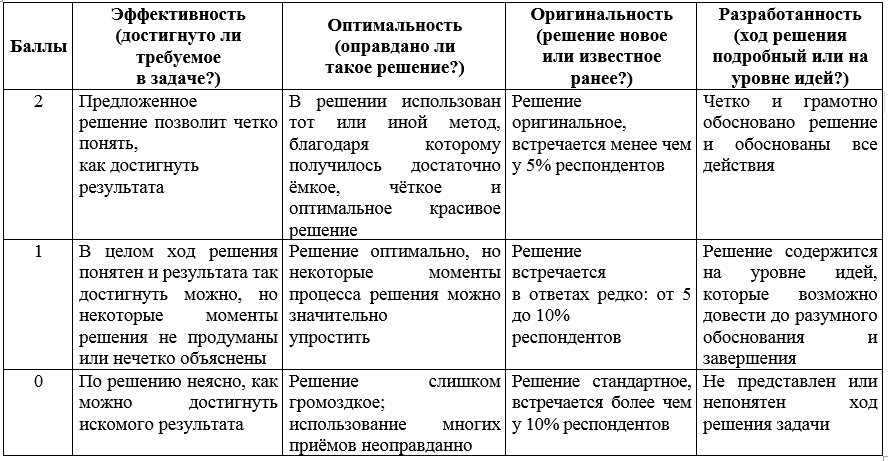 Баллы
Эффективность
(достигнуто ли
требуемое
в задаче?)
Оптимальность
(оправдано ли
такое решение?)
Оригинальность
(решение новое
или известное
ранее?)
Разработанность
(ход решения
подробный или на
уровне идей?)
2
Предложенное
решение позволит четко
понять,
как достигнуть
результата
В решении использован
тот или иной метод,
благодаря которому
получилось достаточно
ёмкое, чёткое и
оптимальное красивое
решение
Решение
оригинальное,
встречается менее чем
у 5% респондентов
Четко и грамотно
обосновано решение
и обоснованы все
действия
1
В целом ход решения
понятен и результата так
достигнуть можно, но
некоторые моменты
решения не продуманы
или нечетко объяснены
Решение оптимально, но
некоторые моменты
процесса решения можно
значительно
упростить
Решение
встречается
в ответах редко: от 5
до 10%
респондентов
Решение содержится
на уровне идей,
которые возможно
довести до разумного
обоснования и
завершения
0
По решению неясно, как
можно достигнуть
искомого результата
Решение слишком
громоздкое;
использование многих
приёмов неоправданно
Решение стандартное,
встречается более чем
у 10% респондентов
Не представлен или
непонятен ход
решения задачи